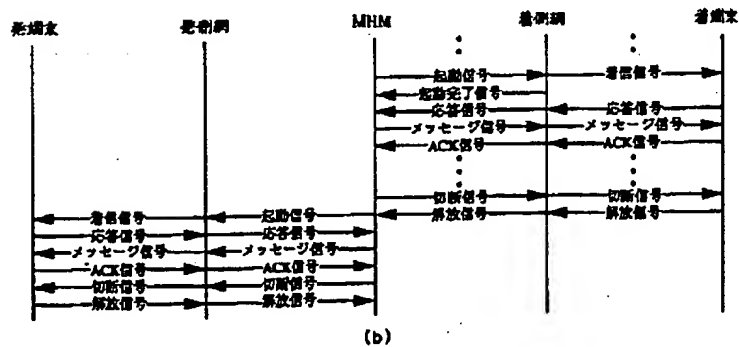 発端末 発側網 MHM 着側網 着端末
起動信号 着信信号
起動完了信号
応答信号 応答信号
メッセージ信号 メッセージ信号
ACK信号 ACK信号
切断信号 切断信号
解放信号 解放信号
着信信号 起動信号
応答信号 応答信号
メッセージ信号 メッセージ信号
ACK信号 ACK信号
切断信号 切断信号
解放信号 解放信号
(b)